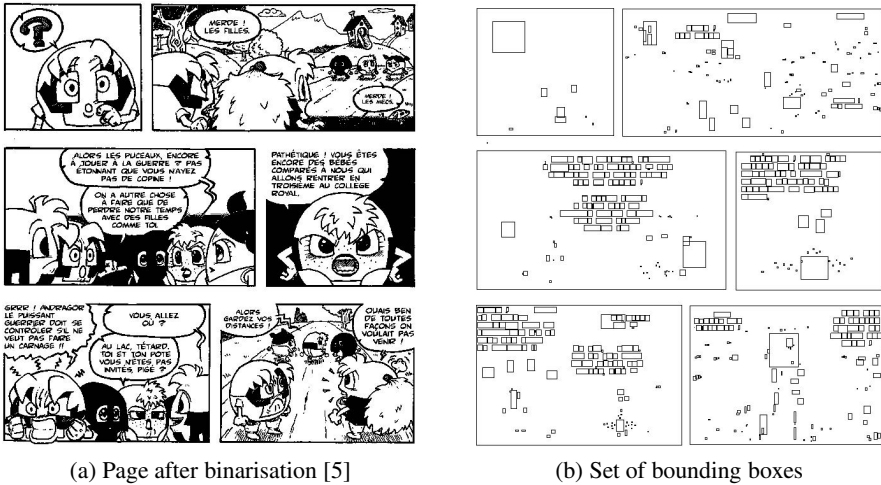 ?
MERDE !
LES FILLES.
MERDE !
LES MECS.
ALORS LES PUCEAUX, ENCORE
À JOUER À LA GUERRE ? PAS
ÉTONNANT QUE VOUS N'AYEZ
PAS DE COPINE !
ON A AUTRE CHOSE
À FAIRE QUE DE
PERDRE NOTRE TEMPS
AVEC DES FILLES
COMME TOI.
PATHÉTIQUE ! VOUS ÊTES
ENCORE DES BÉBÉS
COMPARÉS À NOUS QUI
ALLONS RENTRER EN
TROISIÈME AU COLLEGE
ROYAL.
GRRR ! ANDRAGOR
LE PUISSANT
GUERRIER DOIT SE
CONTROLER S'IL NE
VEUT PAS FAIRE
UN CARNAGE !!
VOUS ALLEZ
OÙ ?
AU LAC, TÉTARD.
TOI ET TON POTE
VOUS N'ÊTES PAS
INVITÉS, PIGÉ ?
ALORS
GARDEZ VOS
DISTANCES !
OUAIS BEN
DE TOUTES
FAÇONS ON
VOULAIT PAS
VENIR !
(a) Page after binarisation [5]
(b) Set of bounding boxes